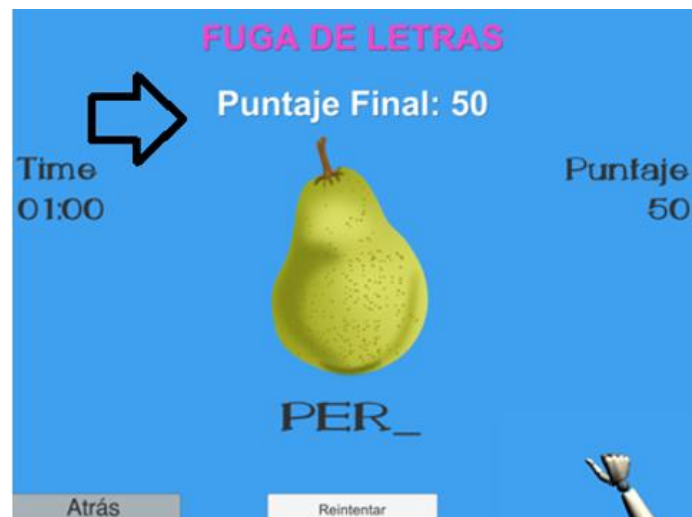 FUGA DE LETRAS
Puntaje Final: 50
Time
01:00
Puntaje
50
PER_
Atrás
Reintentar